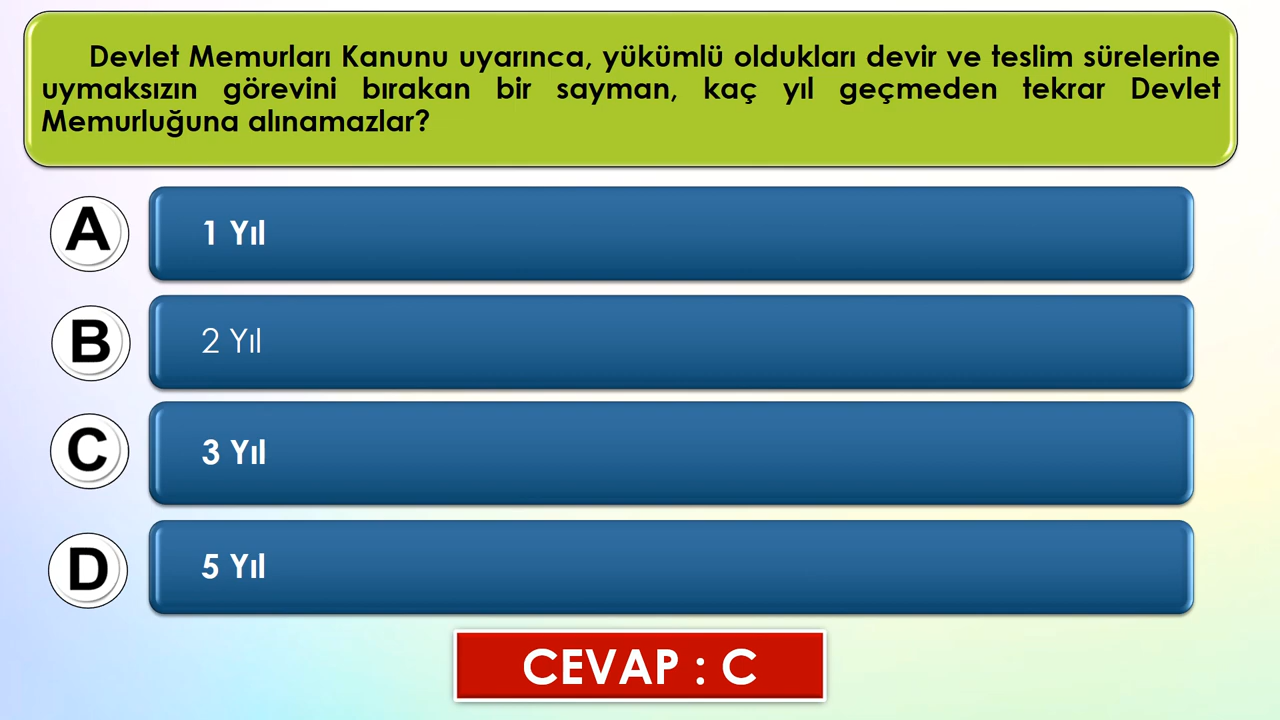 Devlet Memurları Kanunu uyarınca, yükümlü oldukları devir ve teslim sürelerine
uymaksızın görevini bırakan bir sayman, kaç yıl geçmeden tekrar Devlet
Memurluğuna alınamazlar?
A 1 Yıl
B 2 Yıl
C 3 Yıl
D 5 Yıl
CEVAP : C